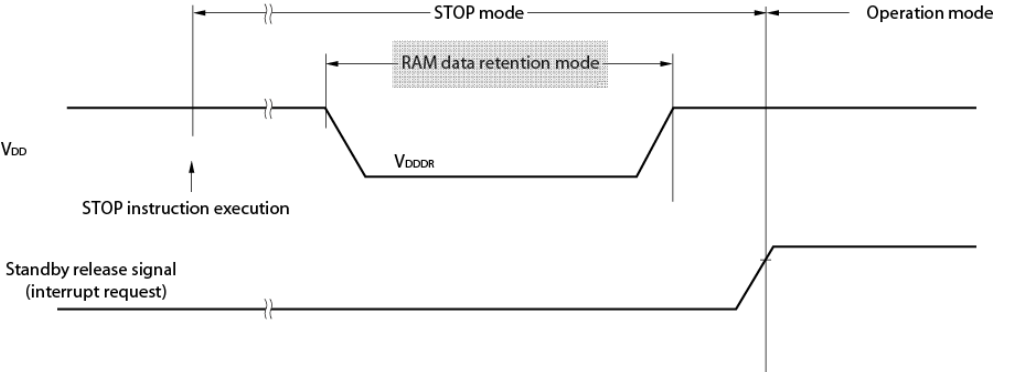 STOP mode
Operation mode
RAM data retention mode
VDD
VDDDR
STOP instruction execution
Standby release signal
(interrupt request)